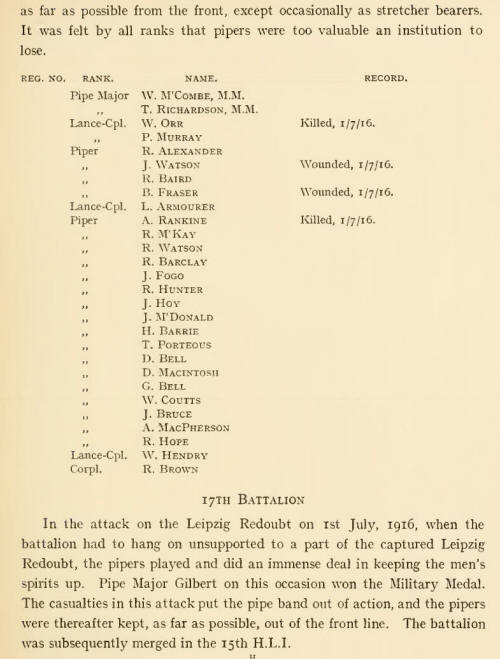 as far as possible from the front, except occasionally as stretcher bearers.
It was felt by all ranks that pipers were too valuable an institution to
lose.
REG. NO. RANK. NAME. RECORD.
Pipe Major W. M'COMBE, M.M.
„ T. RICHARDSON, M.M.
Lance-Cpl. W. ORR Killed, 1/7/16.
„ P. MURRAY
Piper R. ALEXANDER
„ J. WATSON Wounded, 1/7/16.
„ R. BAIRD
„ B. FRASER Wounded, 1/7/16.
Lance-Cpl. L. ARMOURER
Piper A. RANKINE Killed, 1/7/16.
„ R. M'KAY
„ R. WATSON
„ R. BARCLAY
„ J. FOGO
„ R. HUNTER
„ J. HOY
„ J. M'DONALD
„ H. BARRIE
„ T. PORTEOUS
„ D. BELL
„ D. MACINTOSH
„ G. BELL
„ W. COUTTS
„ J. BRUCE
„ A. MACPHERSON
„ R. HOPE
Lance-Cpl. W. HENDRY
Corpl. R. BROWN
17TH BATTALION
In the attack on the Leipzig Redoubt on 1st July, 1916, when the
battalion had to hang on unsupported to a part of the captured Leipzig
Redoubt, the pipers played and did an immense deal in keeping the men's
spirits up. Pipe Major Gilbert on this occasion won the Military Medal.
The casualties in this attack put the pipe band out of action, and the pipers
were thereafter kept, as far as possible, out of the front line. The battalion
was subsequently merged in the 15th H.L.I.
H